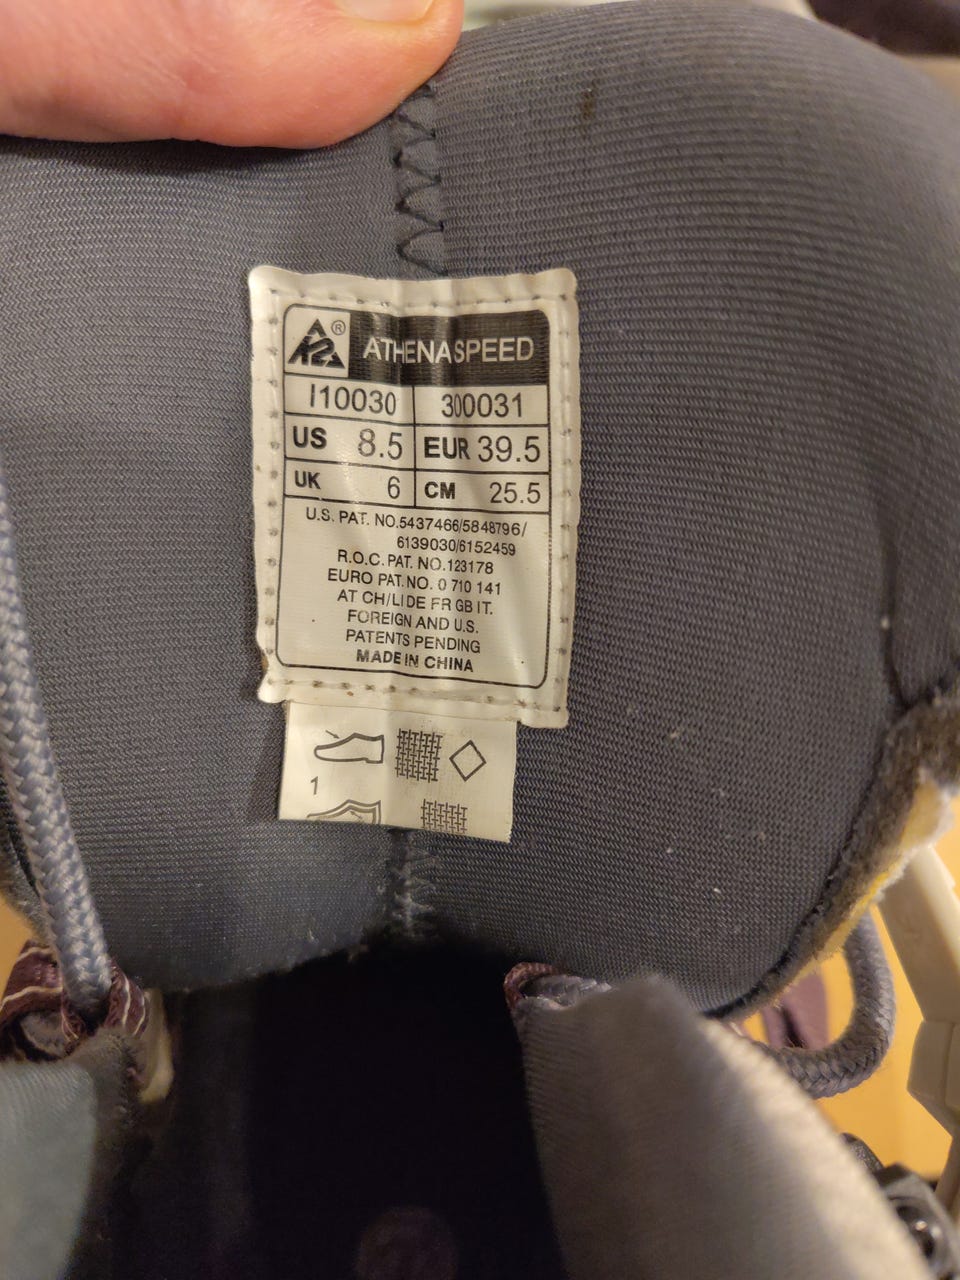 K2® ATHENA SPEED
I10030 300031
US 8.5 EUR 39.5
UK 6 CM 25.5
U.S. PAT. NO.5437466/5848796/
6139030/6152459
R.O.C. PAT. NO.123178
EURO PAT. NO. 0 710 141
AT CH/LI DE FR GB IT.
FOREIGN AND U.S.
PATENTS PENDING
MADE IN CHINA
1